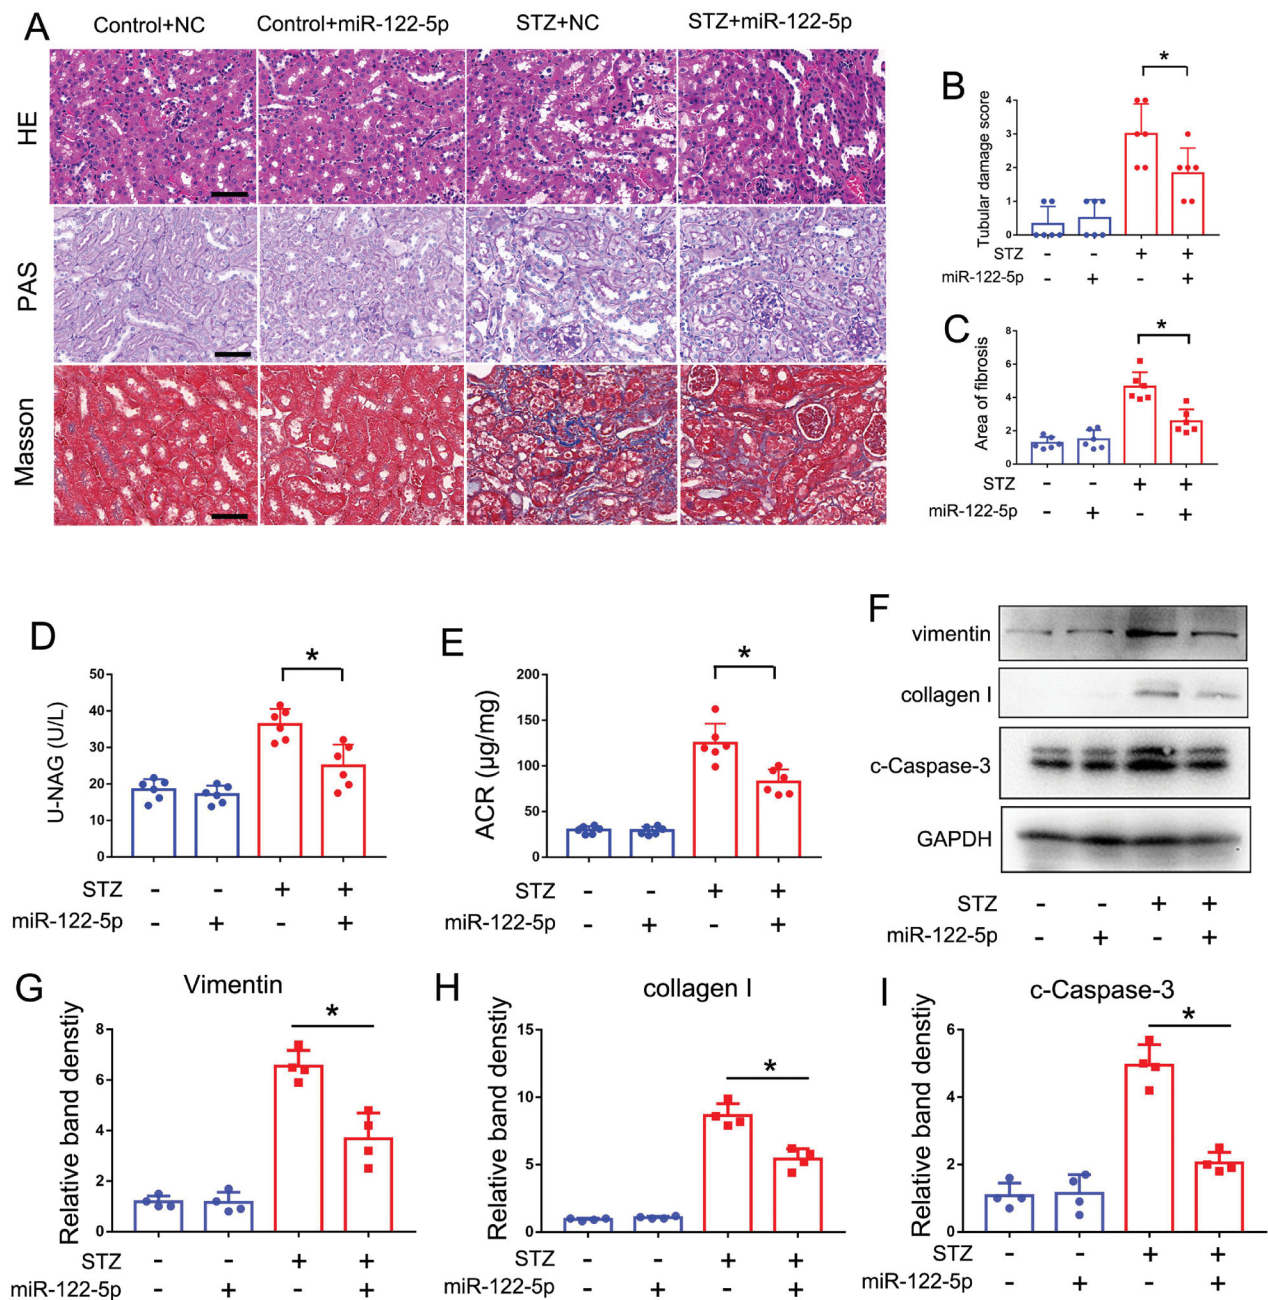 A
Control+NC Control+miR-122-5p STZ+NC STZ+miR-122-5p
HE
PAS
Masson
B
Tubular damage score
4
3
2
1
0
*
STZ - - + +
miR-122-5p - + - +
C
Area of fibrosis
8
6
4
2
0
*
STZ - - + +
miR-122-5p - + - +
D
U-NAG (U/L)
50
40
30
20
10
0
*
STZ - - + +
miR-122-5p - + - +
E
ACR (µg/mg)
200
150
100
50
0
*
STZ - - + +
miR-122-5p - + - +
F
vimentin
collagen I
c-Caspase-3
GAPDH
STZ - - + +
miR-122-5p - + - +
G
Vimentin
Relative band denstiy
8
6
4
2
0
*
STZ - - + +
miR-122-5p - + - +
H
collagen I
Relative band denstiy
15
10
5
0
*
STZ - - + +
miR-122-5p - + - +
I
c-Caspase-3
Relative band denstiy
6
4
2
0
*
STZ - - + +
miR-122-5p - + - +